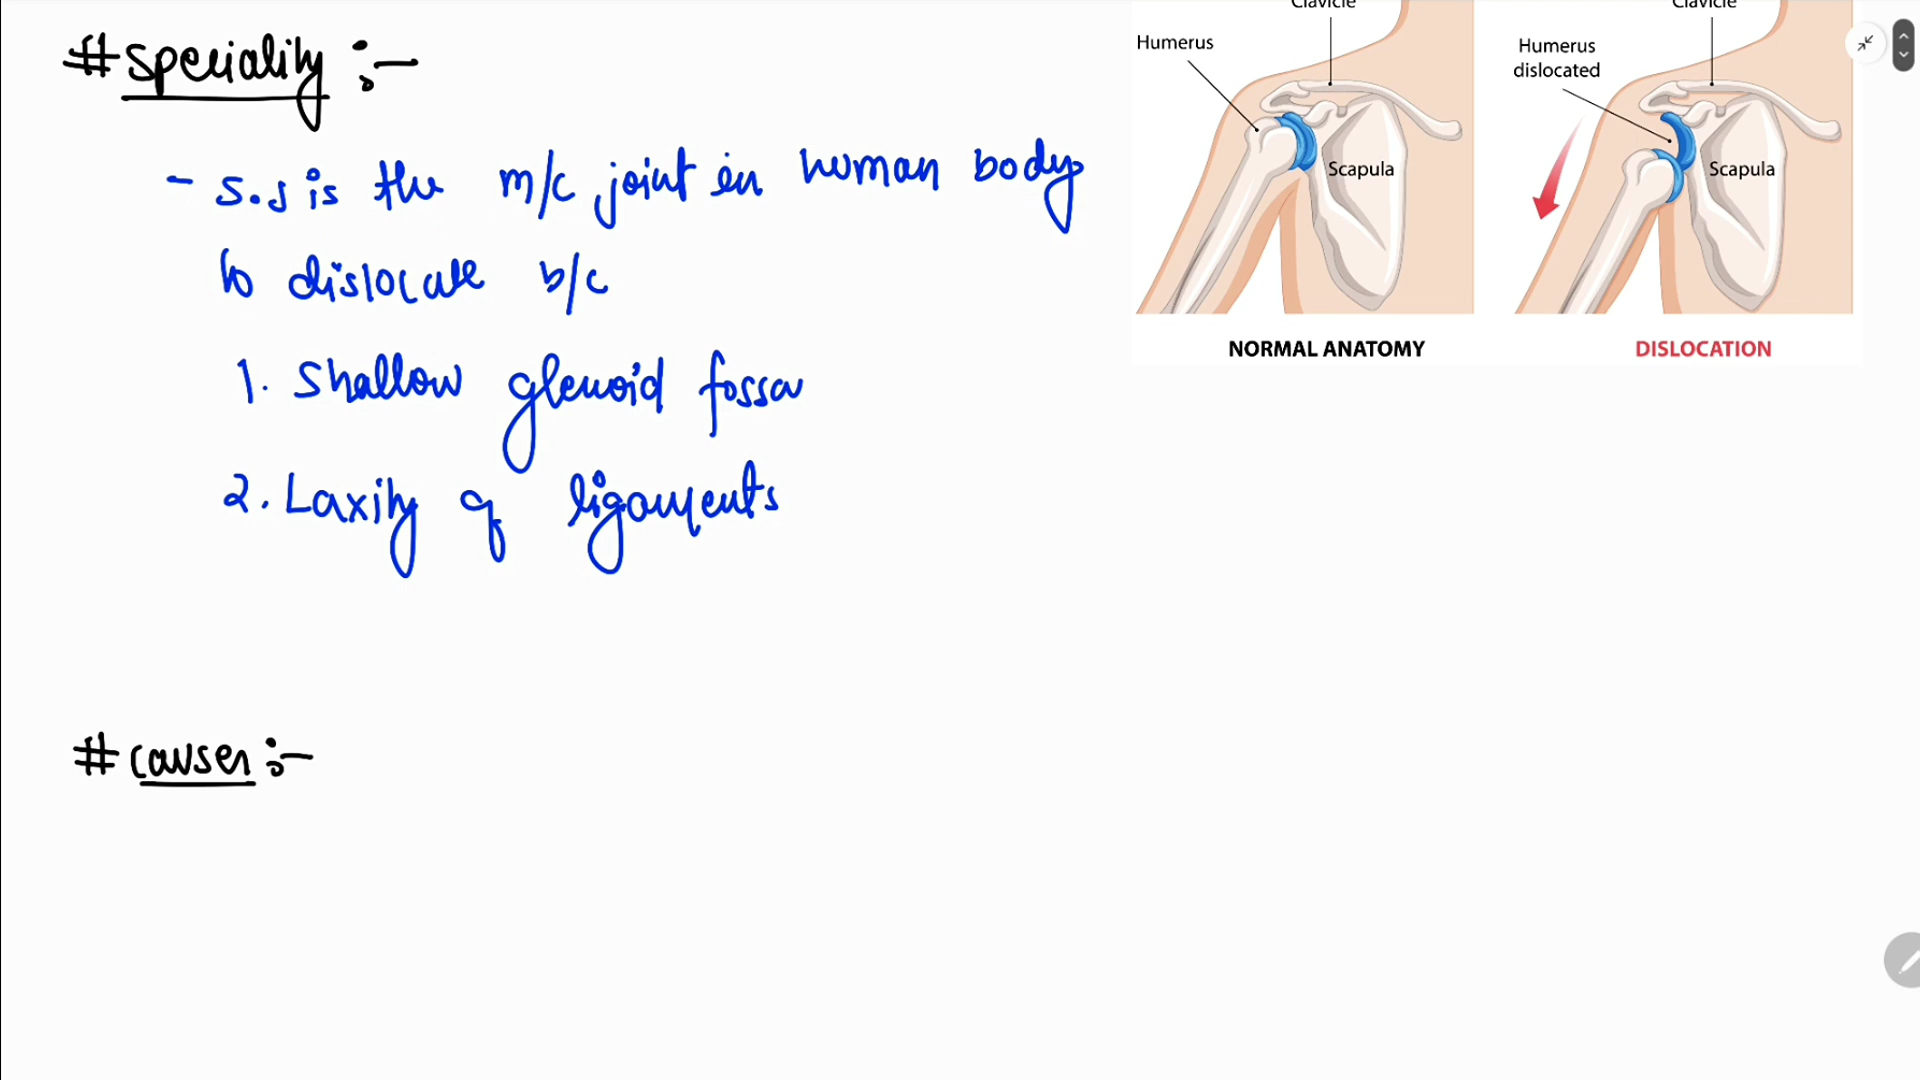 #speciality :-
- S.J is the m/c joint in human body
to dislocate b/c
1. Shallow glenoid fossa
2. Laxity of ligaments
#causes :-
Clavicle
Humerus
Scapula
NORMAL ANATOMY
Clavicle
Humerus
dislocated
Scapula
DISLOCATION